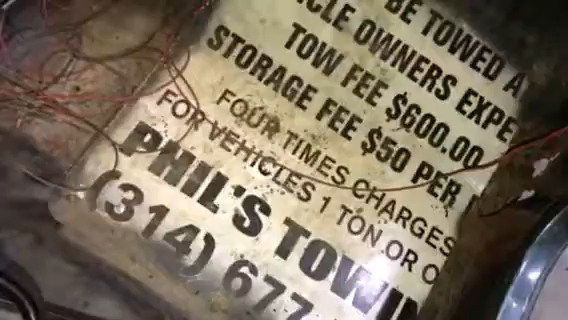 BE TOWED A
ICLE OWNERS EXPE
TOW FEE $600.00
STORAGE FEE $50 PER
FOUR TIMES CHARGES
FOR VEHICLES 1 TON OR O
PHIL'S TOWIN
(314) 677